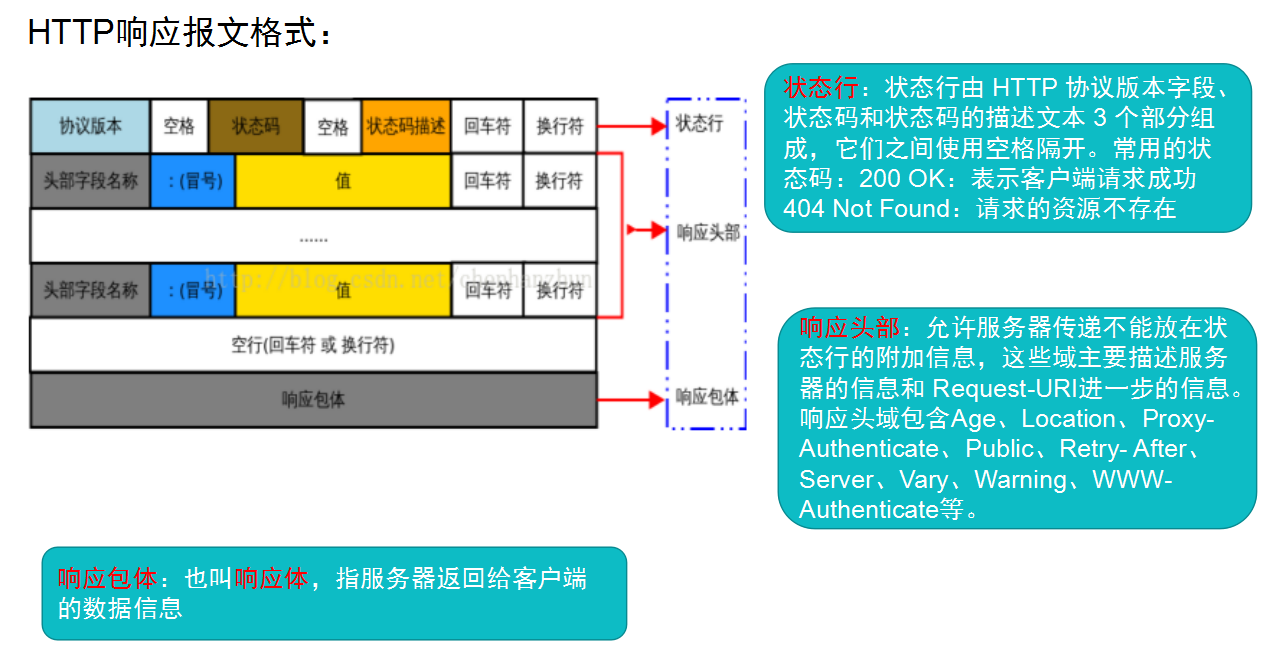 HTTP响应报文格式：
协议版本 空格 状态码 空格 状态码描述 回车符 换行符
状态行
头部字段名称 ：(冒号) 值 回车符 换行符
......
响应头部
头部字段名称 ：(冒号) 值 回车符 换行符
http://blog.csdn.net/chenhanzhun
空行(回车符 或 换行符)
响应包体
响应包体
状态行：状态行由 HTTP 协议版本字段、
状态码和状态码的描述文本 3 个部分组
成，它们之间使用空格隔开。常用的状
态码：200 OK：表示客户端请求成功
404 Not Found：请求的资源不存在
响应头部：允许服务器传递不能放在状
态行的附加信息，这些域主要描述服务
器的信息和 Request-URI进一步的信息。
响应头域包含Age、Location、Proxy-
Authenticate、Public、Retry- After、
Server、Vary、Warning、WWW-
Authenticate等。
响应包体：也叫响应体，指服务器返回给客户端
的数据信息